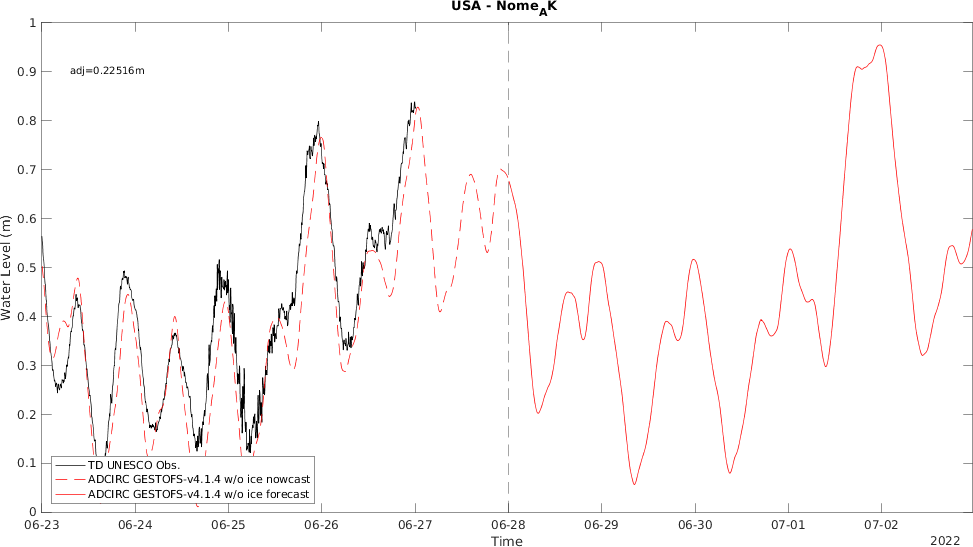 USA - Nome_AK
1
0.9
0.8
0.7
0.6
0.5
0.4
0.3
0.2
0.1
0
Water Level (m)
adj=0.22516m
TD UNESCO Obs.
ADCIRC GESTOFS-v4.1.4 w/o ice nowcast
ADCIRC GESTOFS-v4.1.4 w/o ice forecast
06-23 06-24 06-25 06-26 06-27 06-28 06-29 06-30 07-01 07-02
Time
2022